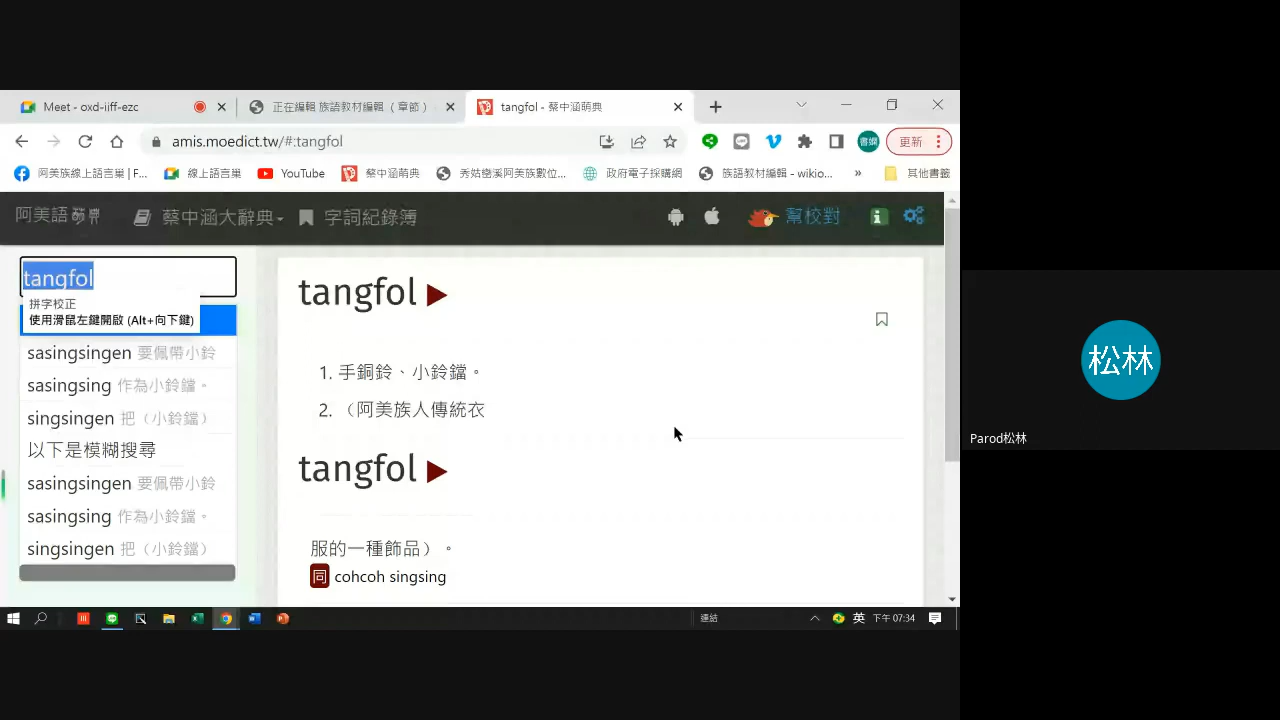 Meet - oxd-iiff-ezc
正在編輯 族語教材編輯 （章節）
tangfol - 蔡中涵萌典
amis.moedict.tw/#:tangfol
書嫻
更新
阿美族線上語言巢 | F...
線上語言巢
YouTube
蔡中涵萌典
秀姑巒溪阿美族數位...
政府電子採購網
族語教材編輯 - wikio...
»
其他書籤
阿美語萌典
蔡中涵大辭典
字詞紀錄簿
幫校對
tangfol
拼字校正
使用滑鼠左鍵開啟 (Alt+向下鍵)
sasingsingen 要佩帶小鈴
sasingsing 作為小鈴鐺。
singsingen 把（小鈴鐺）
以下是模糊搜尋
sasingsingen 要佩帶小鈴
sasingsing 作為小鈴鐺。
singsingen 把（小鈴鐺）
tangfol
1. 手銅鈴、小鈴鐺。
2. （阿美族人傳統衣
tangfol
服的一種飾品）。
同 cohcoh singsing
連結
英
下午 07:34
松林
Parod松林